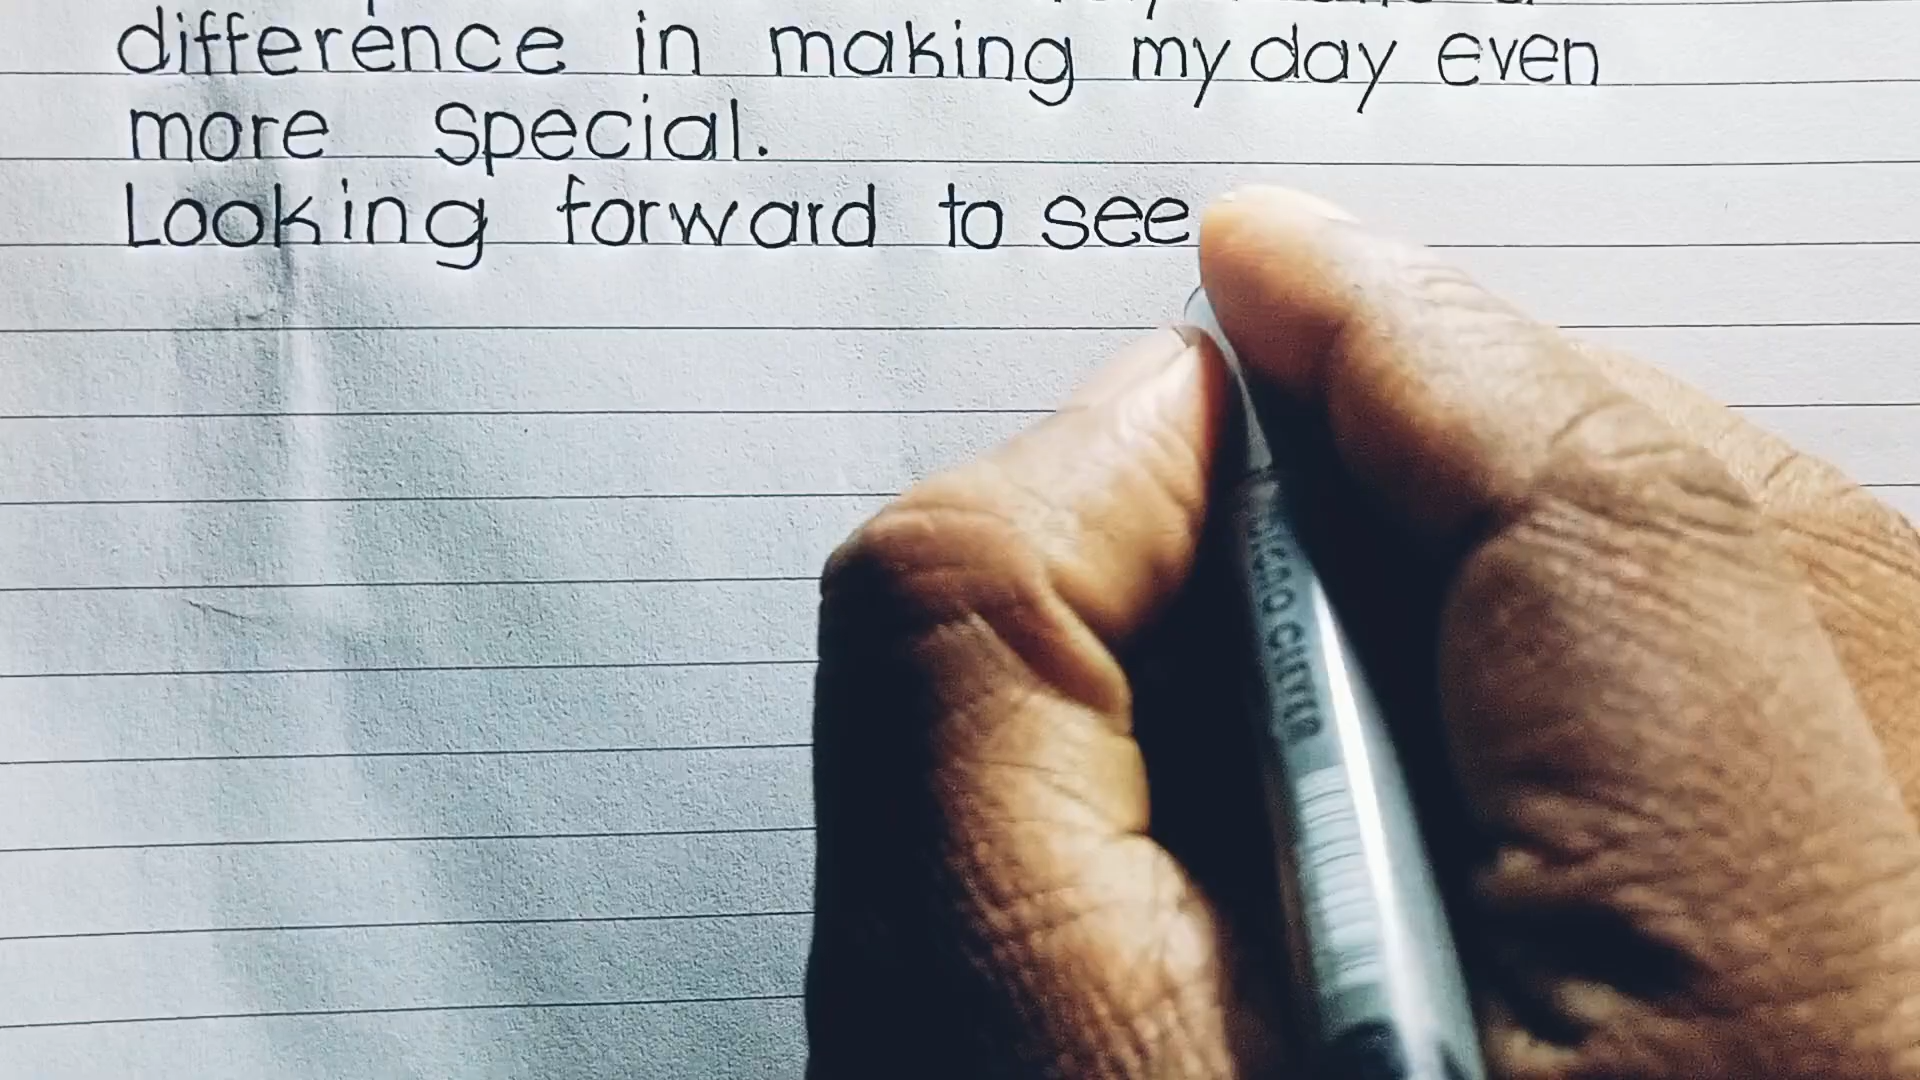 difference in making my day even
more special.
Looking forward to see